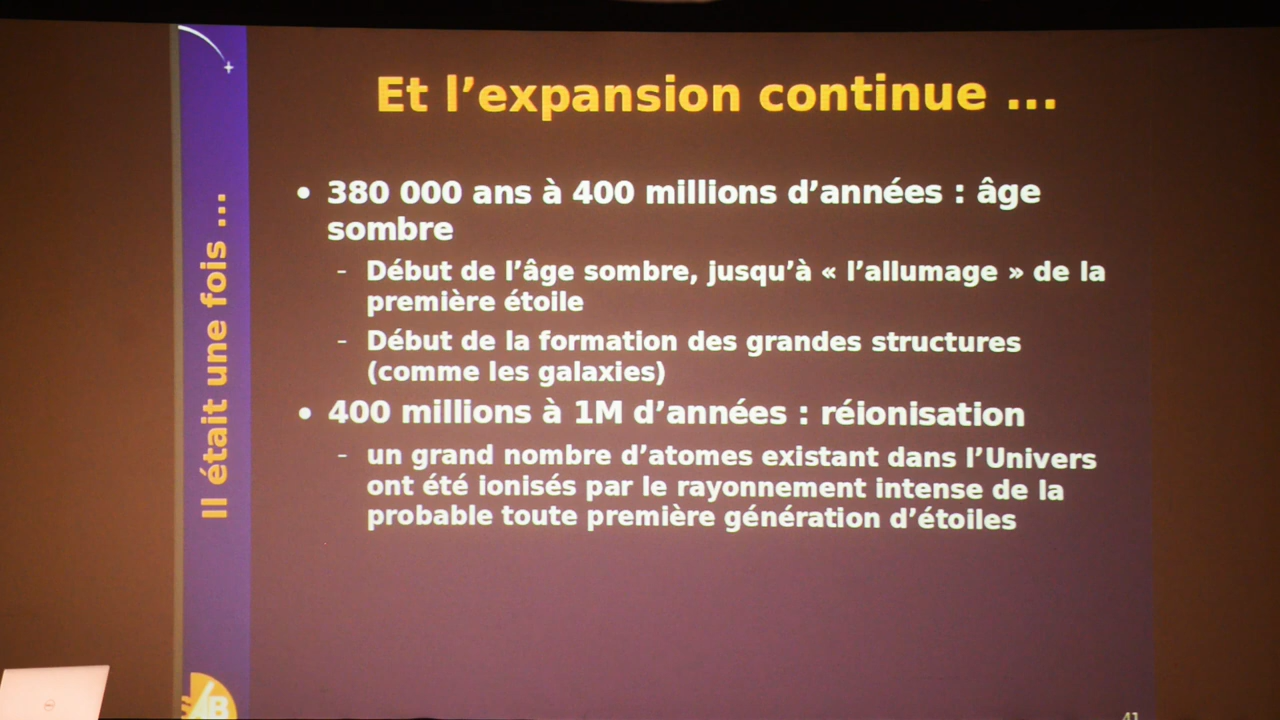 Et l’expansion continue ...
• 380 000 ans à 400 millions d’années : âge
sombre
- Début de l’âge sombre, jusqu’à « l’allumage » de la
première étoile
- Début de la formation des grandes structures
(comme les galaxies)
• 400 millions à 1M d’années : réionisation
- un grand nombre d’atomes existant dans l’Univers
ont été ionisés par le rayonnement intense de la
probable toute première génération d’étoiles
Il était une fois ...
41